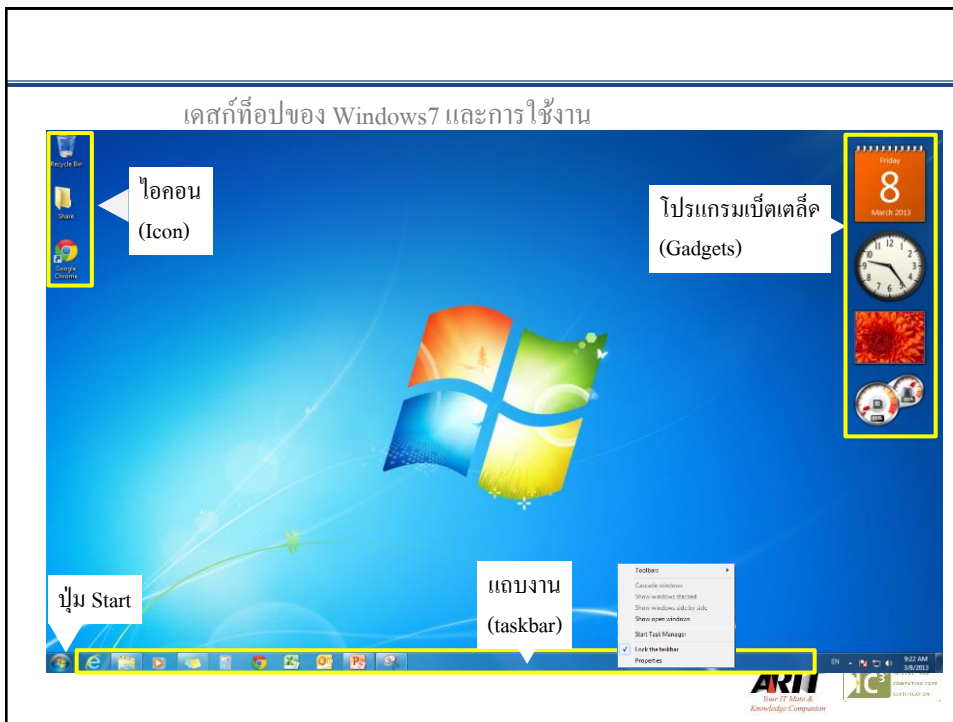 เดสก์ท็อปของ Windows7 และการใช้งาน
Recycle Bin
Share
Google
Chrome
ไอคอน
(Icon)
โปรแกรมเบ็ตเตล็ด
(Gadgets)
Friday
8
March 2013
ปุ่ม Start
แถบงาน
(taskbar)
Toolbars
Cascade windows
Show windows stacked
Show windows side by side
Show open windows
Start Task Manager
Lock the taskbar
Properties
EN
9:22 AM
3/8/2013
ARIT
Your IT Mate &
Knowledge Companion
IC3
COMPUTING CORE
CERTIFICATION